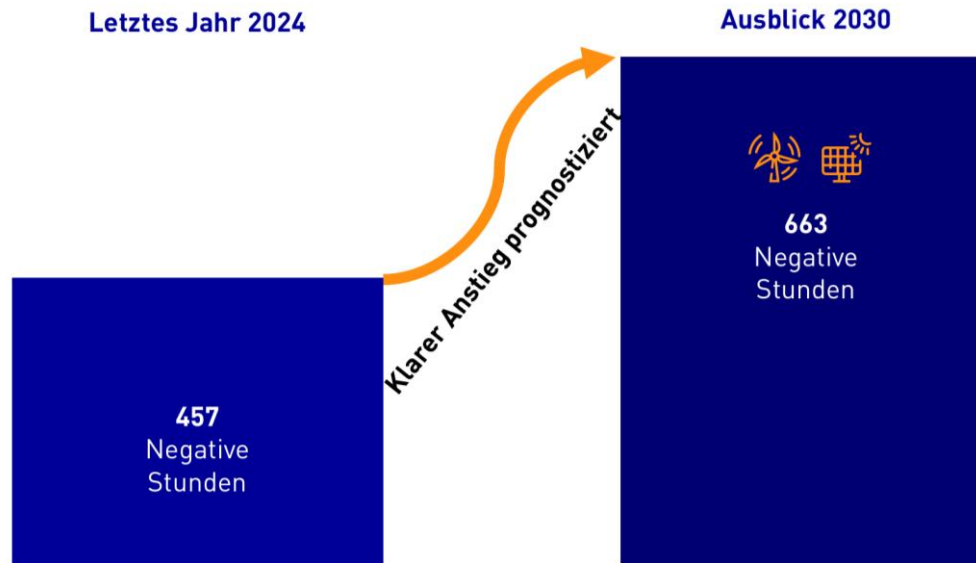 Letztes Jahr 2024
Ausblick 2030
Klarer Anstieg prognostiziert
663
Negative
Stunden
457
Negative
Stunden